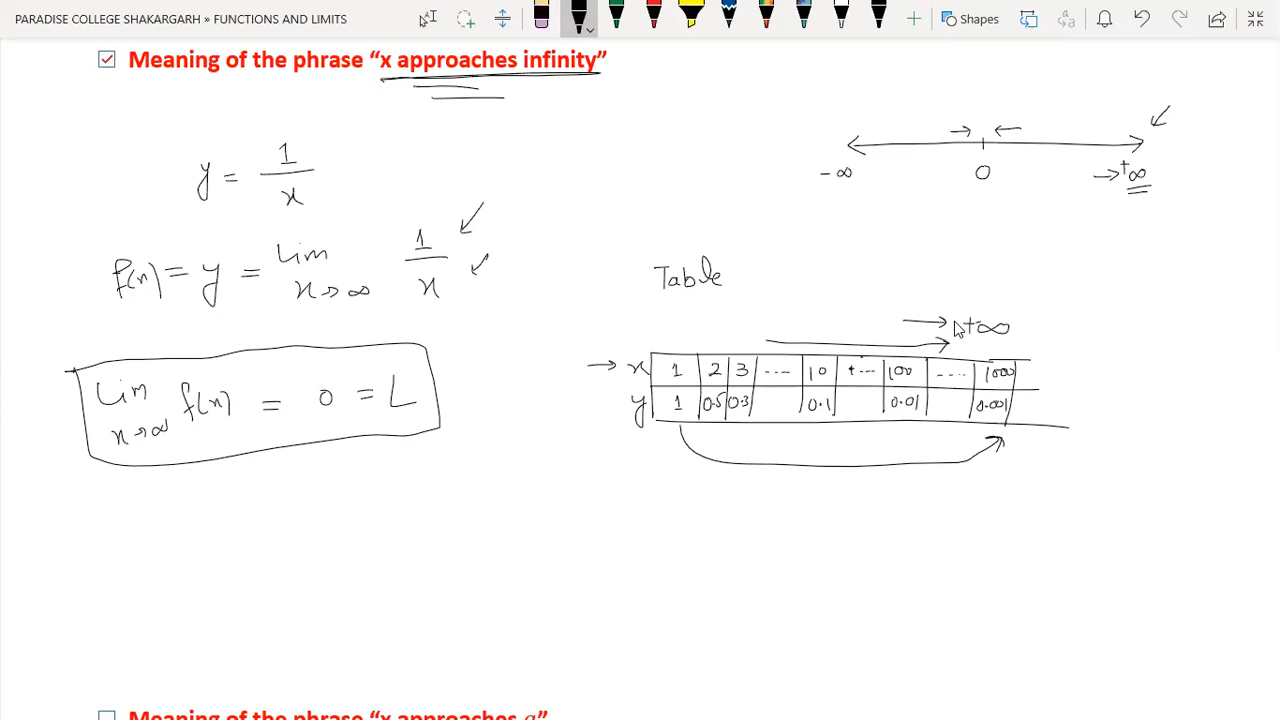 PARADISE COLLEGE SHAKARGARH » FUNCTIONS AND LIMITS
Shapes
Meaning of the phrase “x approaches infinity”
- ∞ 0 → +∞
y = 1/x
f(x) = y = lim x→∞ 1/x
Table
→ +∞
→ x 1 2 3 ---- 10 ---- 100 ---- 1000
y 1 0.5 0.3 0.1 0.01 0.001
lim x→∞ f(x) = 0 = L
Meaning of the phrase “x approaches a”